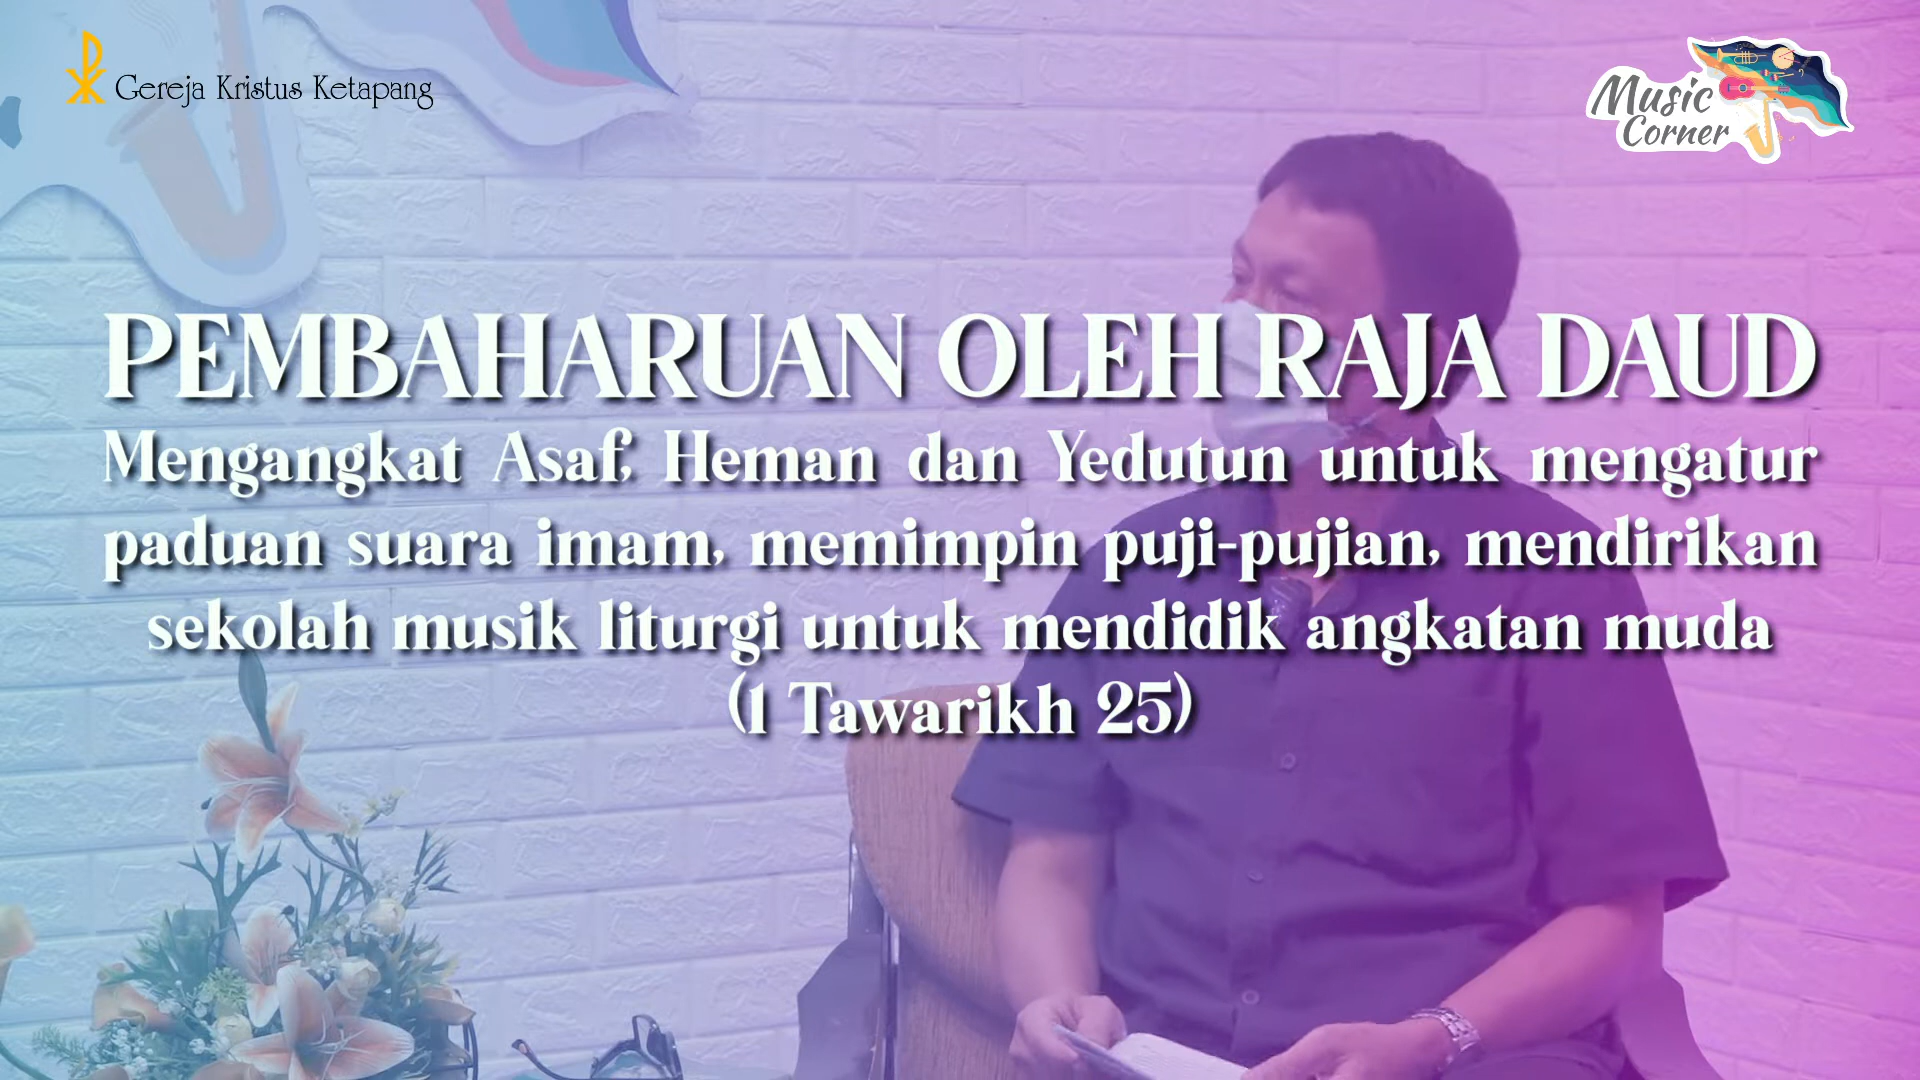 Gereja Kristus Ketapang
Music
Corner
PEMBAHARUAN OLEH RAJA DAUD
Mengangkat Asaf, Heman dan Yedutun untuk mengatur
paduan suara imam, memimpin puji-pujian, mendirikan
sekolah musik liturgi untuk mendidik angkatan muda
(1 Tawarikh 25)